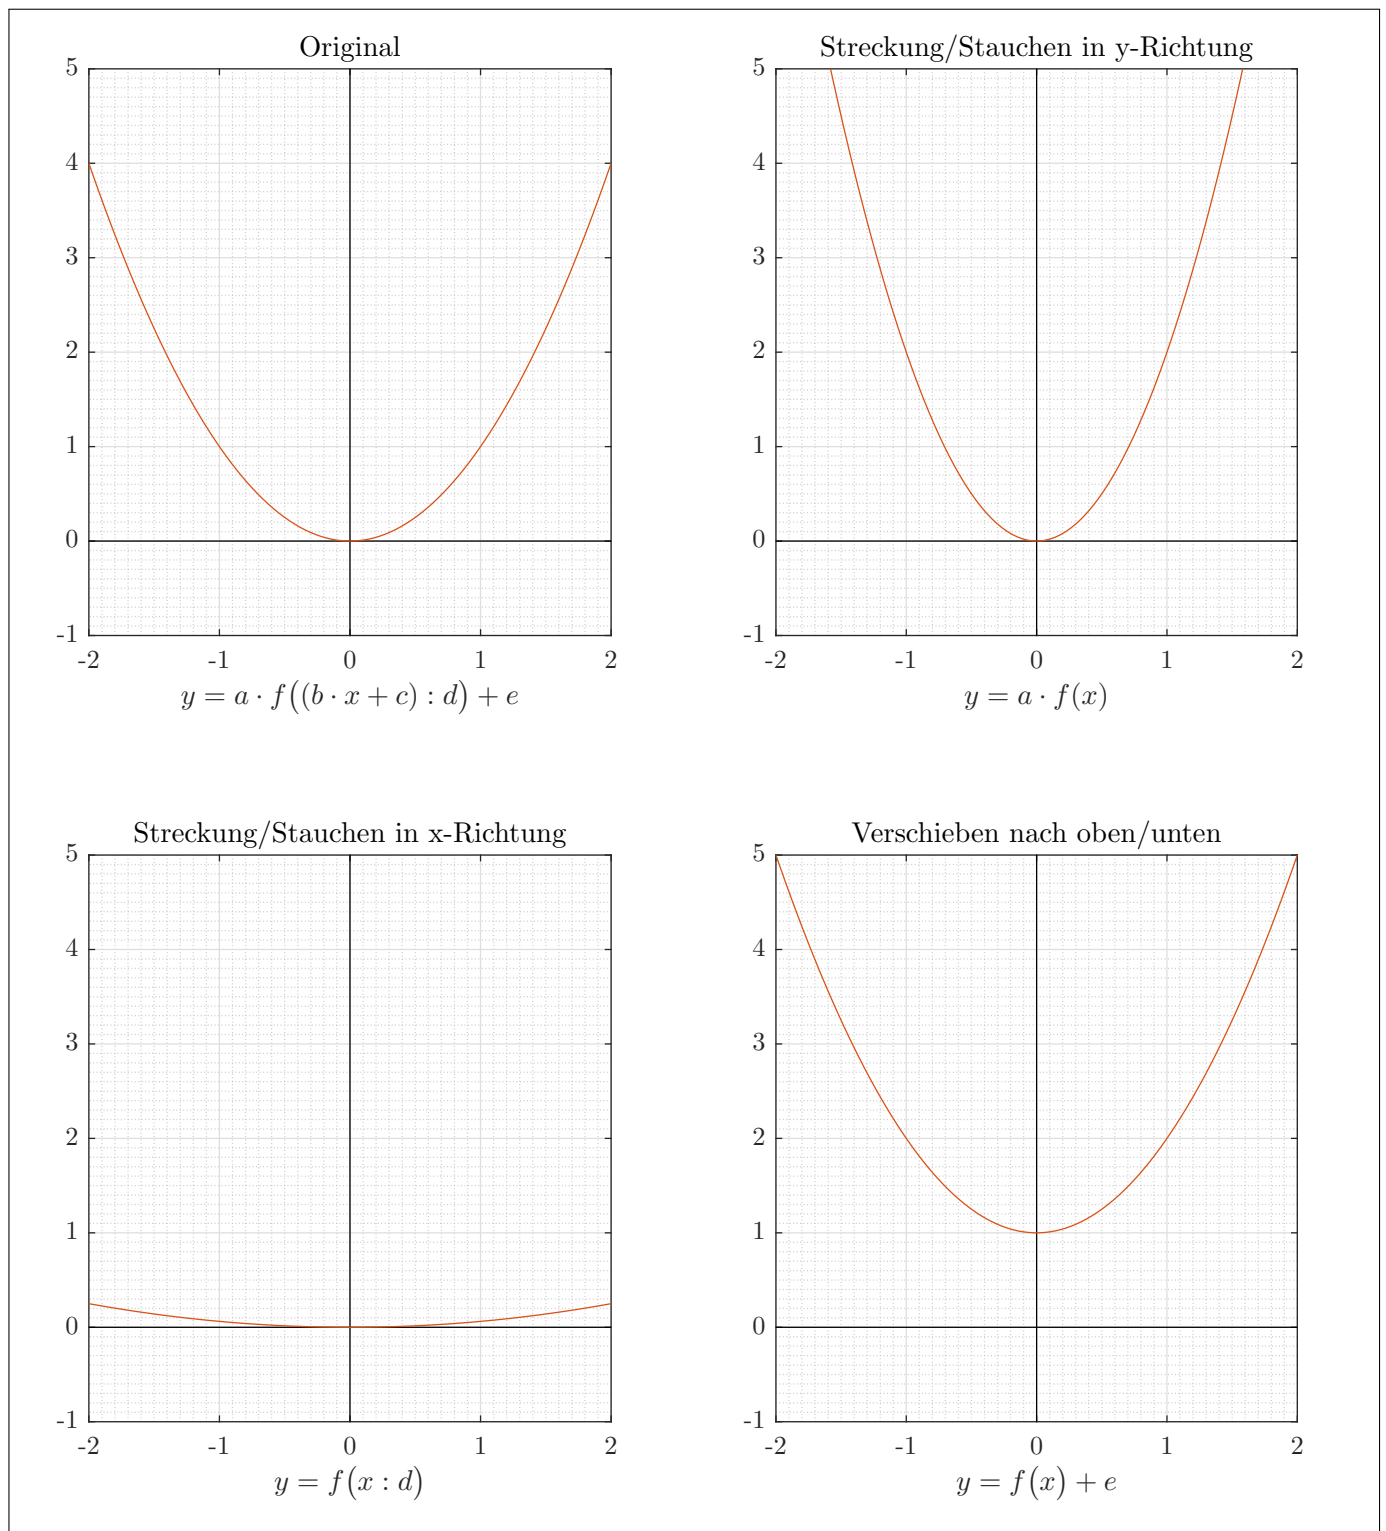 Original
5
4
3
2
1
0
-1
-2 -1 0 1 2
y = a · f((b · x + c) : d) + e
Streckung/Stauchen in y-Richtung
5
4
3
2
1
0
-1
-2 -1 0 1 2
y = a · f(x)
Streckung/Stauchen in x-Richtung
5
4
3
2
1
0
-1
-2 -1 0 1 2
y = f(x : d)
Verschieben nach oben/unten
5
4
3
2
1
0
-1
-2 -1 0 1 2
y = f(x) + e